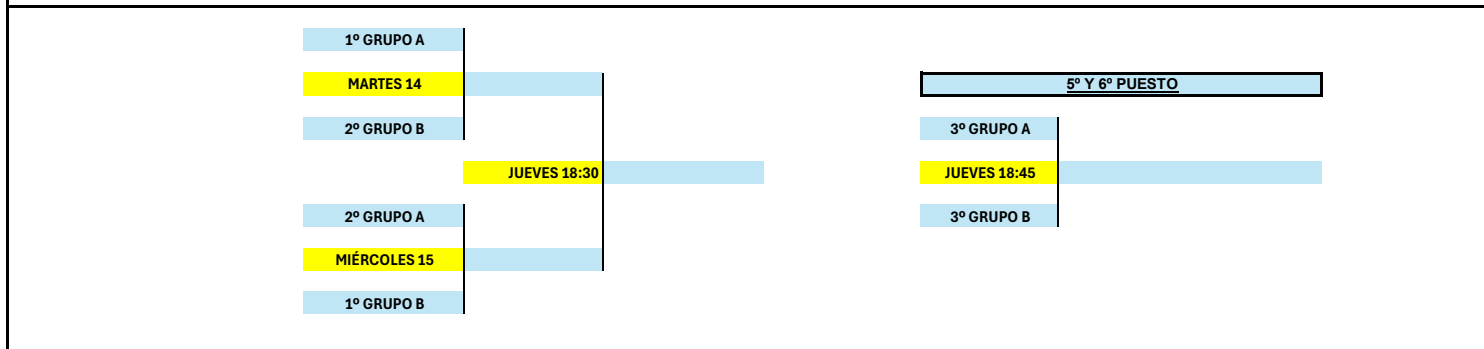 1º GRUPO A
MARTES 14
2º GRUPO B
JUEVES 18:30
2º GRUPO A
MIÉRCOLES 15
1º GRUPO B
5º Y 6º PUESTO
3º GRUPO A
JUEVES 18:45
3º GRUPO B